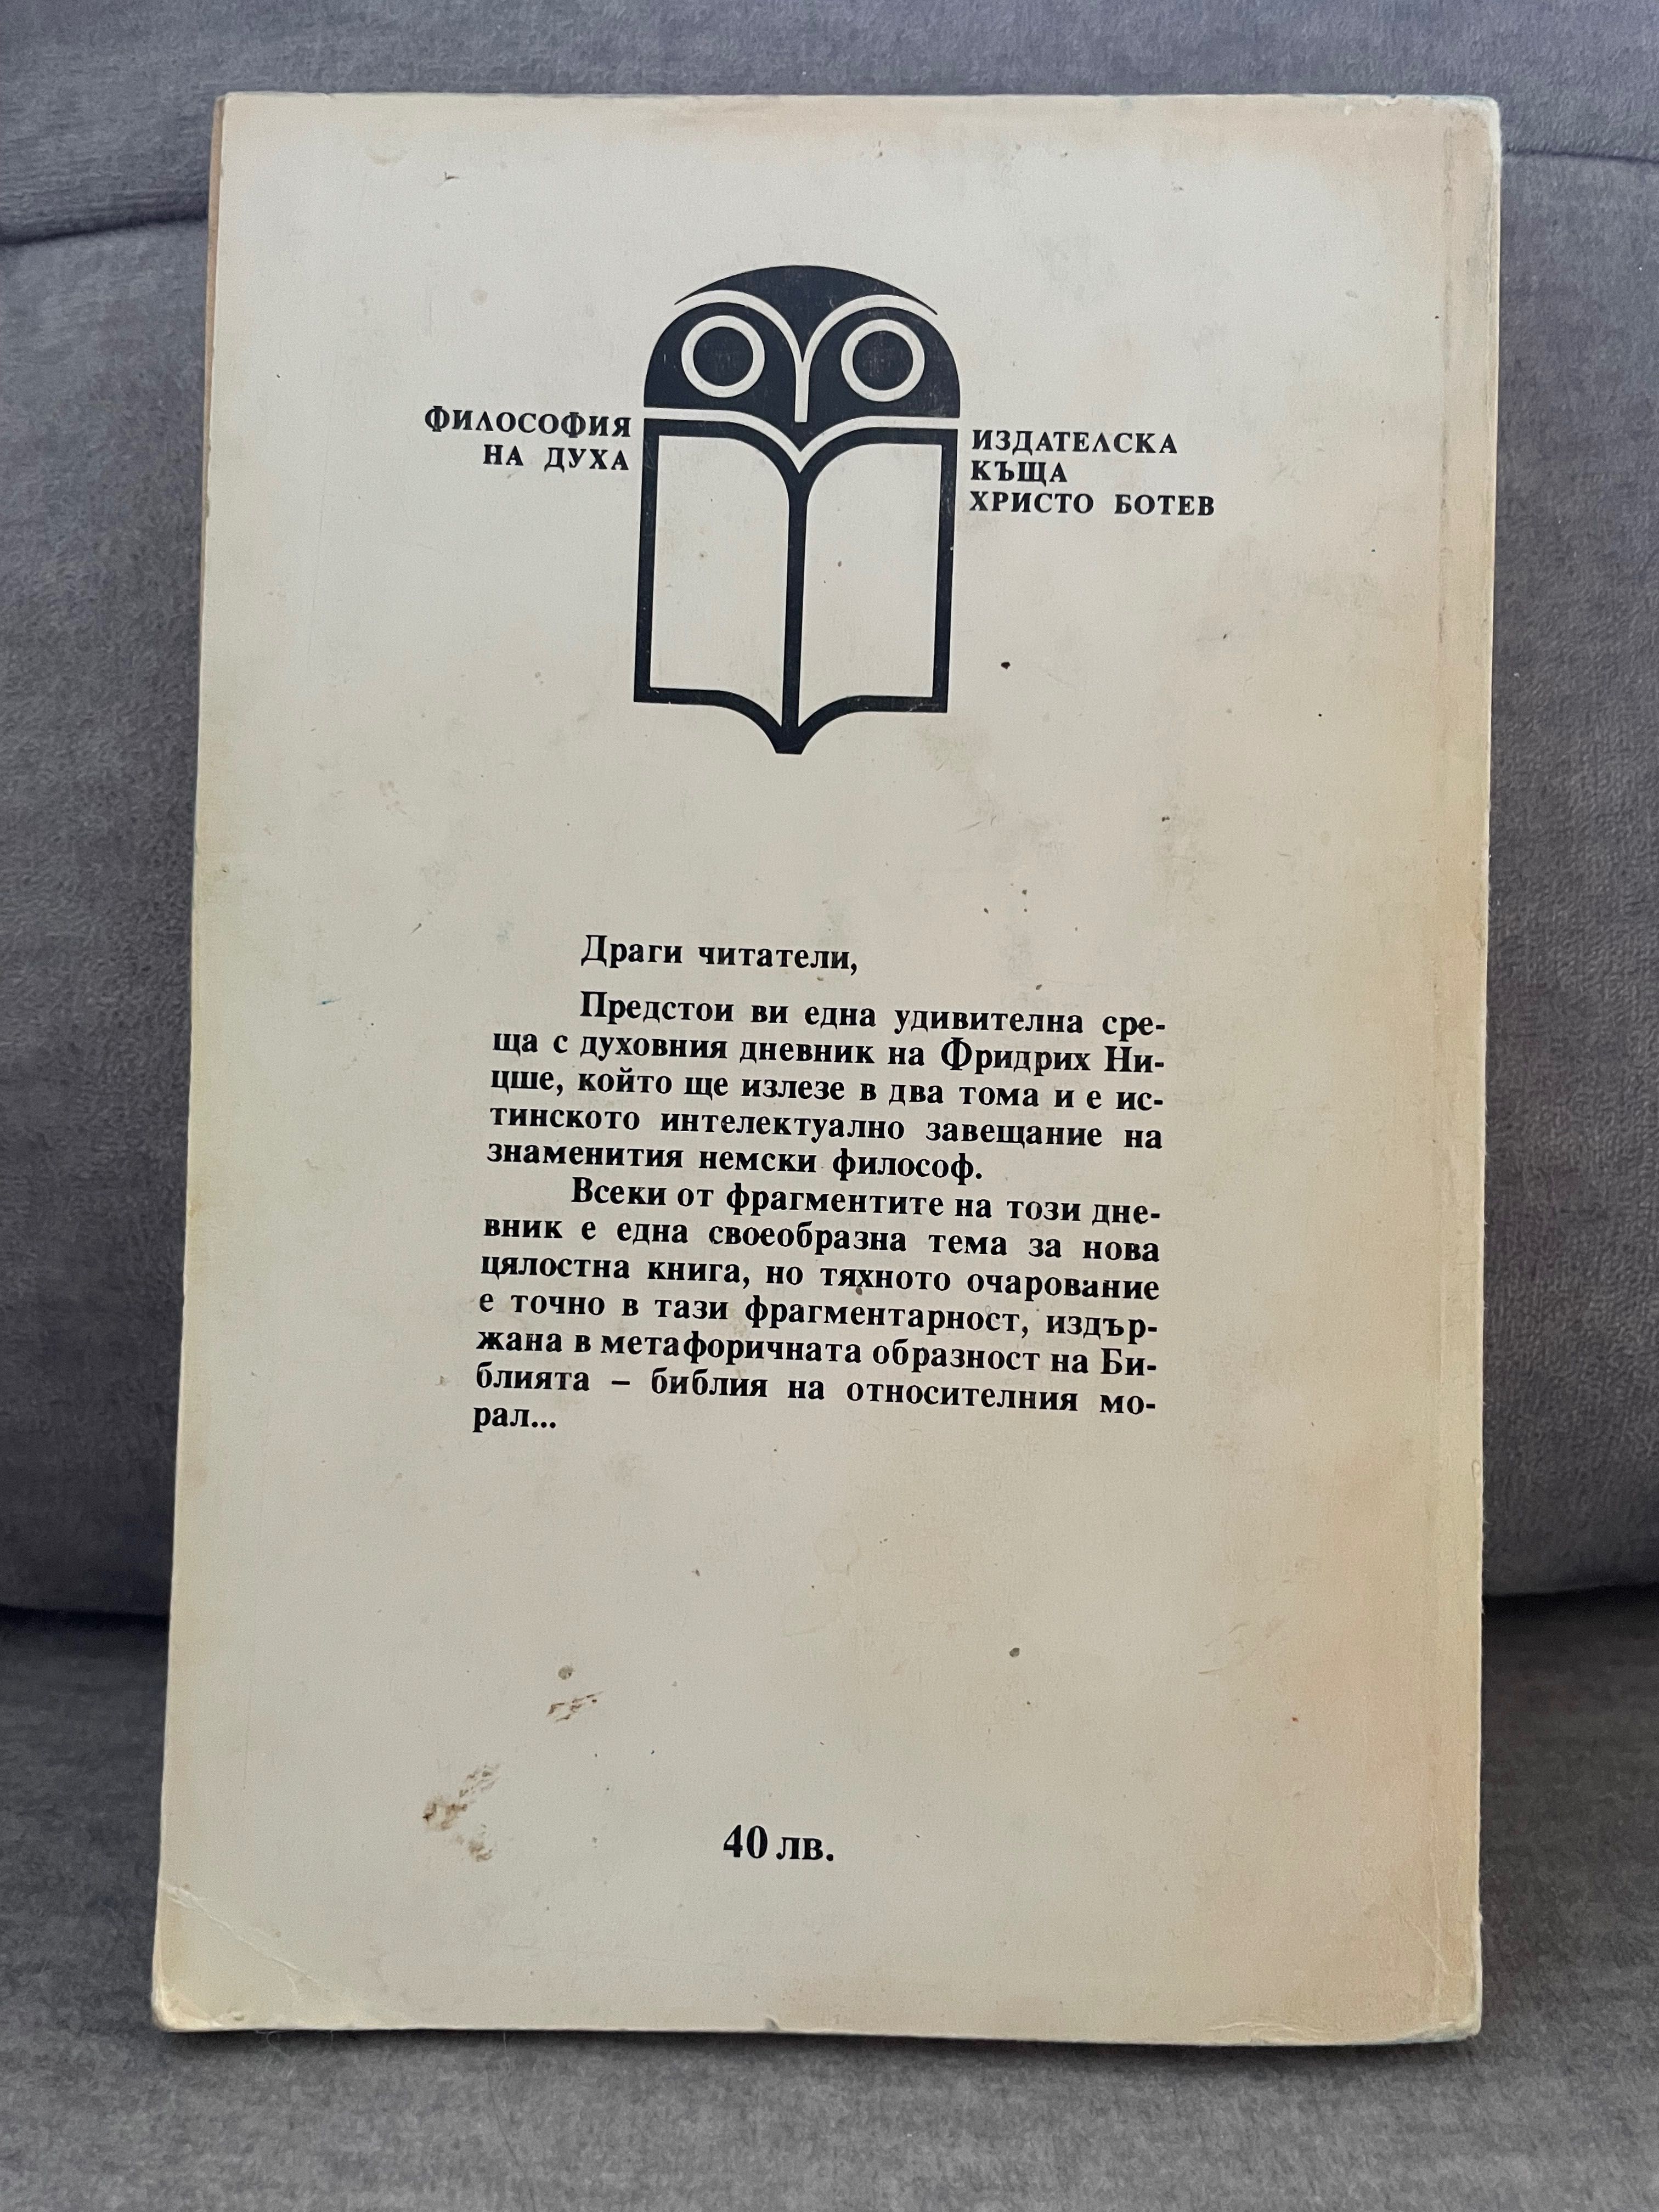 ФИЛОСОФИЯ
НА ДУХА
ИЗДАТЕЛСКА
КЪЩА
ХРИСТО БОТЕВ
Драги читатели,
Предстои ви една удивителна сре-
ща с духовния дневник на Фридрих Ни-
цше, който ще излезе в два тома и е ис-
тинското интелектуално завещание на
знаменития немски философ.
Всеки от фрагментите на този дне-
вник е една своеобразна тема за нова
цялостна книга, но тяхното очарование
е точно в тази фрагментарност, издър-
жана в метафоричната образност на Би-
блията – библия на относителния мо-
рал...
40 лв.